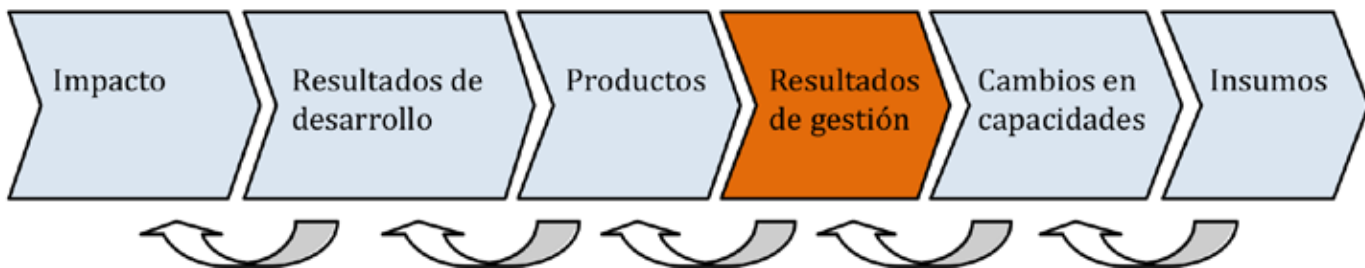 Impacto
Resultados de
desarrollo
Productos
Resultados
de gestión
Cambios en
capacidades
Insumos